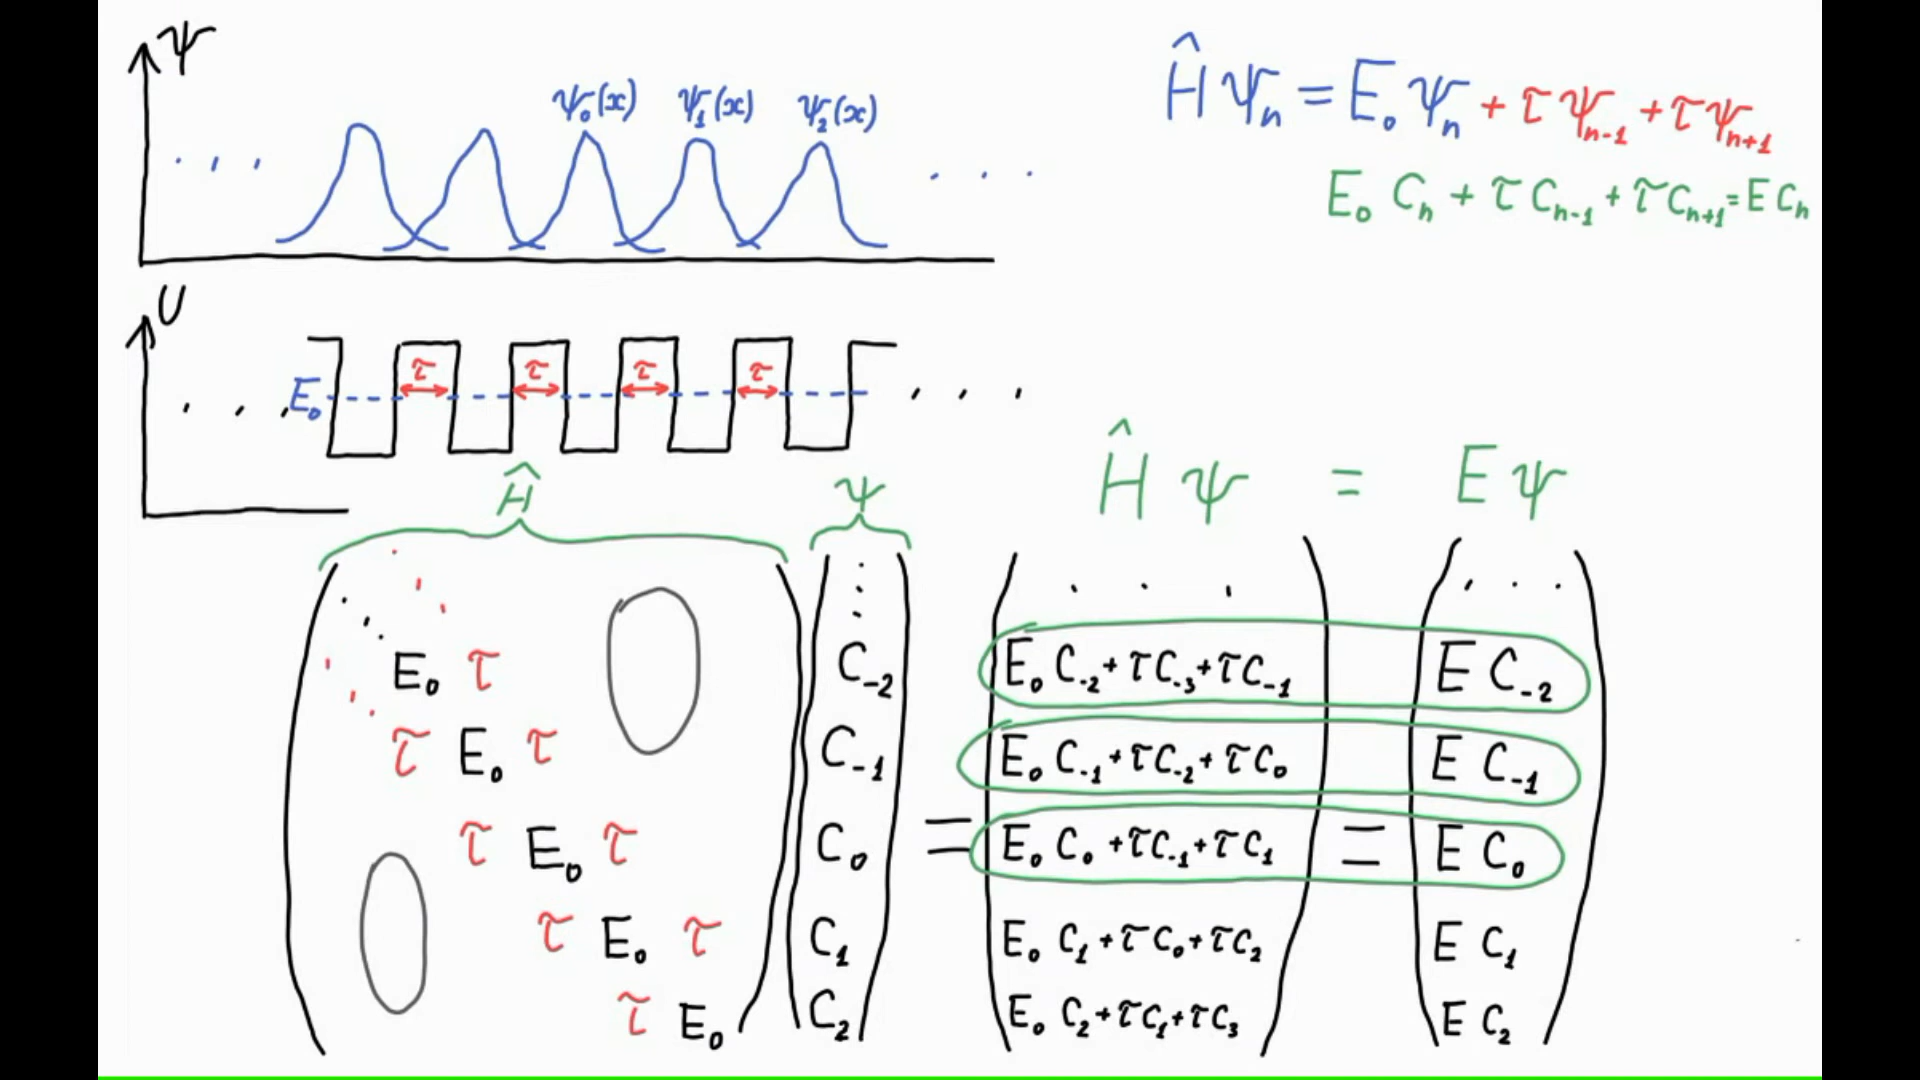 Ψ
ψ₀(x) ψ₁(x) ψ₂(x)
. . . . . .
Ĥ ψₙ = E₀ ψₙ + τ ψₙ₋₁ + τ ψₙ₊₁
E₀ Cₙ + τ Cₙ₋₁ + τ Cₙ₊₁ = E Cₙ
U
τ τ τ τ
. . . E₀ . . .
Ĥ ψ
Ĥ ψ = E ψ
⋮ . . . . . .
E₀ τ 0 C₋₂ E₀ C₋₂ + τ C₋₃ + τ C₋₁ E C₋₂
τ E₀ τ C₋₁ E₀ C₋₁ + τ C₋₂ + τ C₀ E C₋₁
τ E₀ τ C₀ = E₀ C₀ + τ C₋₁ + τ C₁ = E C₀
0 τ E₀ τ C₁ E₀ C₁ + τ C₀ + τ C₂ E C₁
τ E₀ C₂ E₀ C₂ + τ C₁ + τ C₃ E C₂